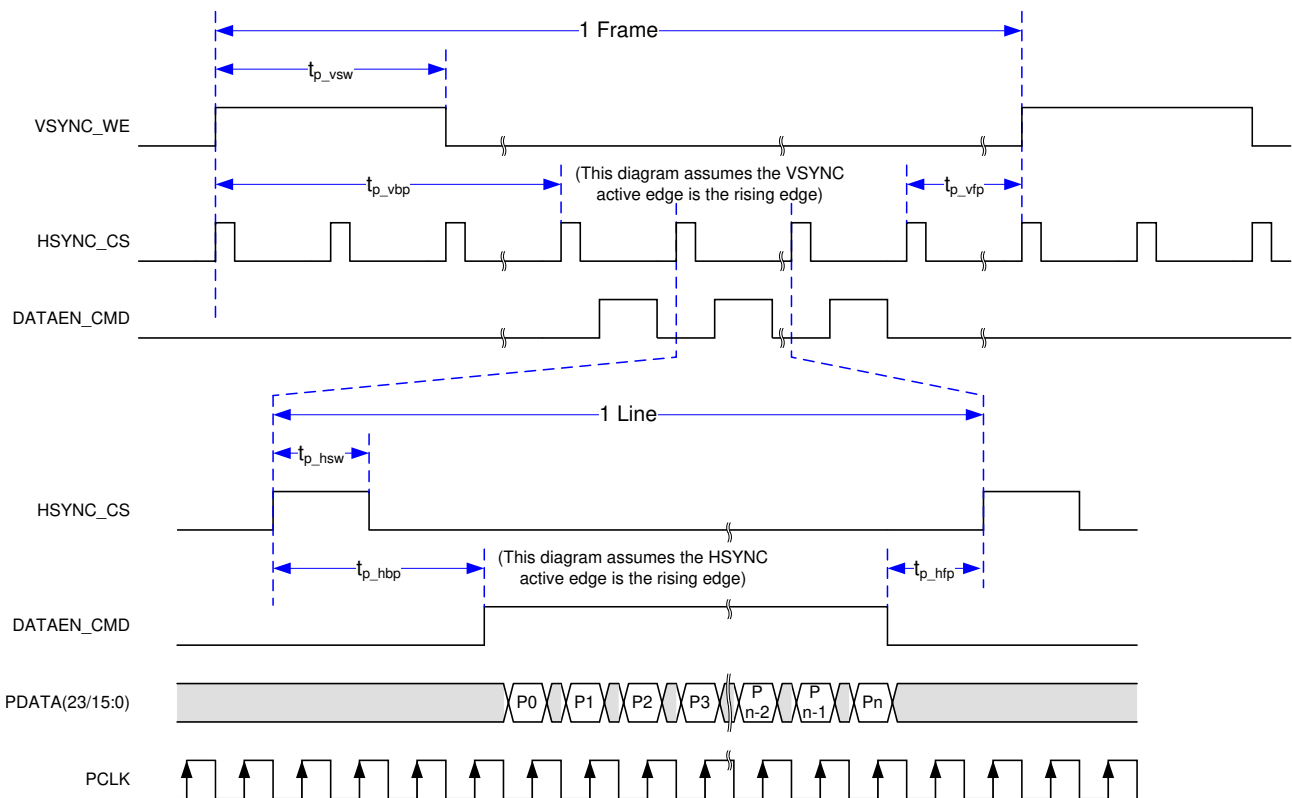 1 Frame
tp_vsw
VSYNC_WE
(This diagram assumes the VSYNC
active edge is the rising edge)
tp_vbp
tp_vfp
HSYNC_CS
DATAEN_CMD
1 Line
tp_hsw
HSYNC_CS
(This diagram assumes the HSYNC
active edge is the rising edge)
tp_hbp
tp_hfp
DATAEN_CMD
PDATA(23/15:0)
P0
P1
P2
P3
P
n-2
P
n-1
Pn
PCLK